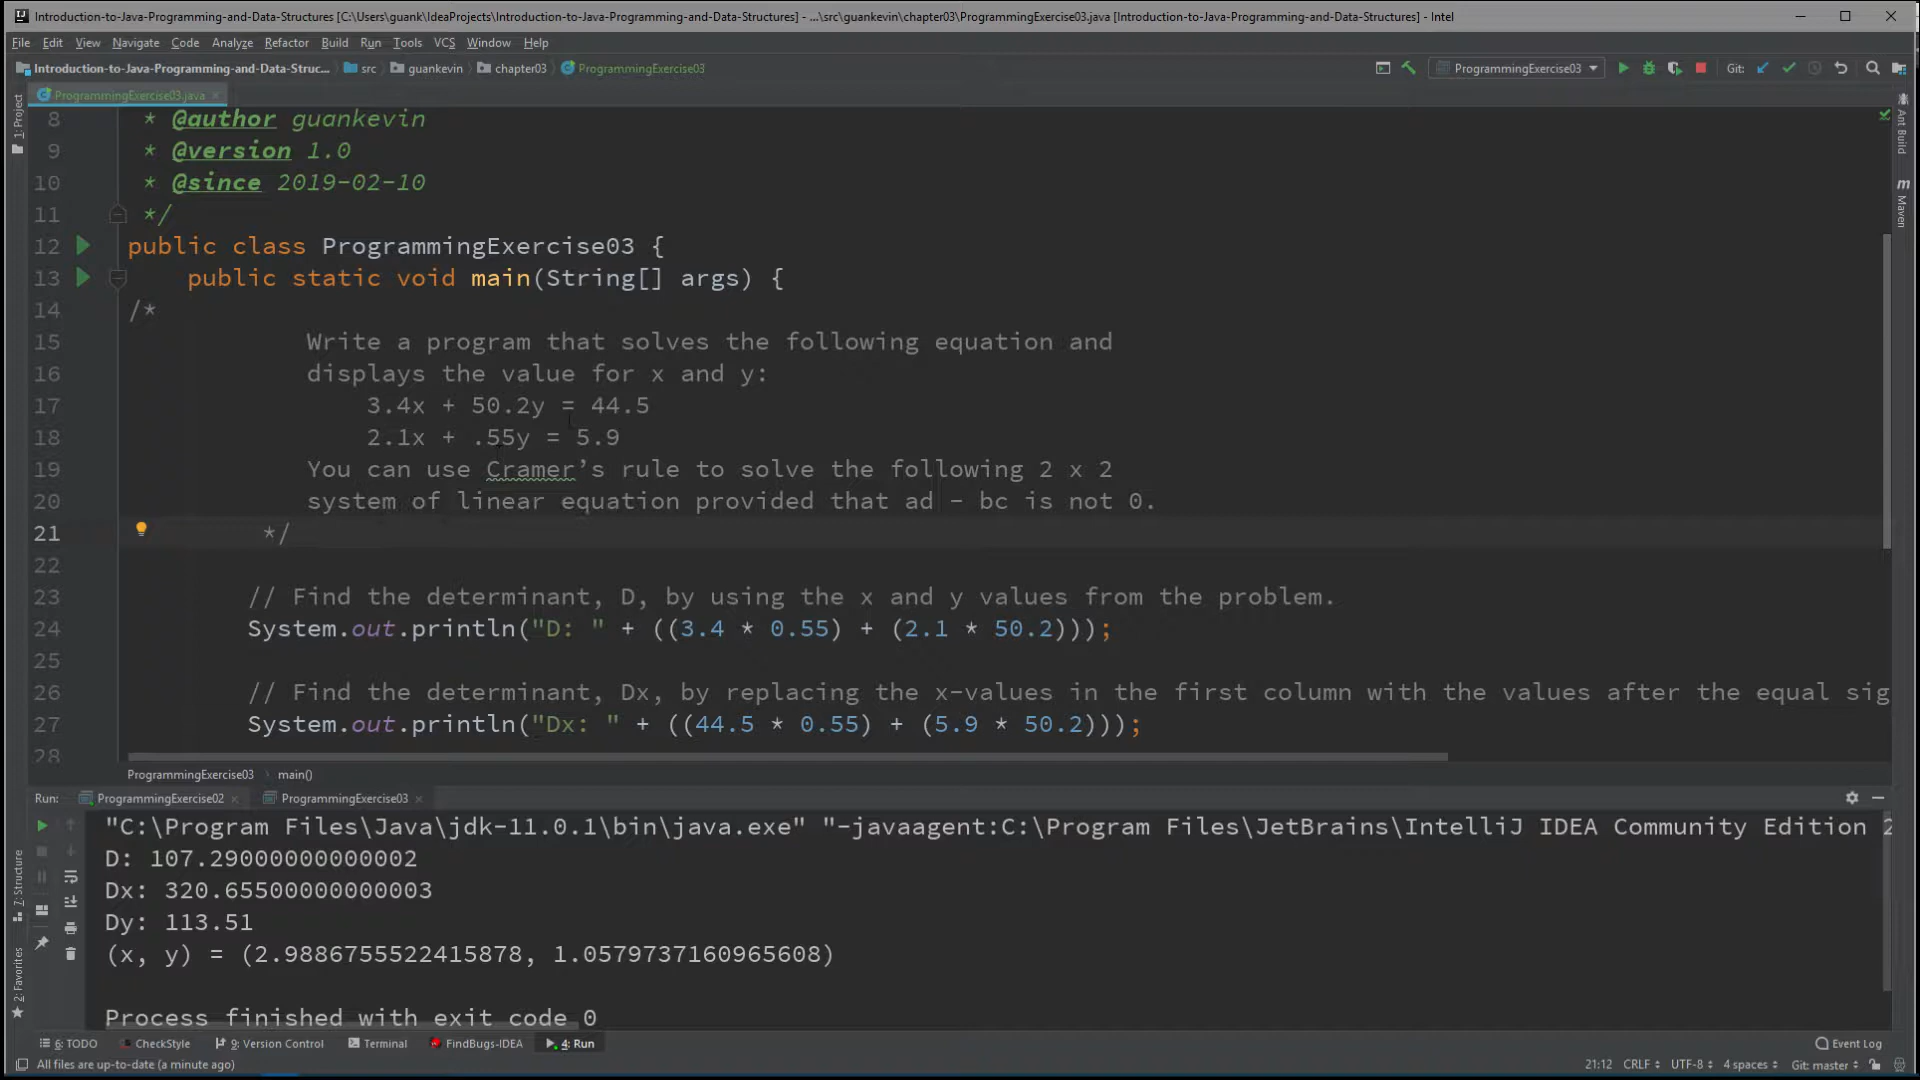 Introduction-to-Java-Programming-and-Data-Structures [C:\Users\guank\IdeaProjects\Introduction-to-Java-Programming-and-Data-Structures] - ...\src\guankevin\chapter03\ProgrammingExercise03.java [Introduction-to-Java-Programming-and-Data-Structures] - Intel
File Edit View Navigate Code Analyze Refactor Build Run Tools VCS Window Help
Introduction-to-Java-Programming-and-Data-Struc... src guankevin chapter03 ProgrammingExercise03 ProgrammingExercise03 Git:
ProgrammingExercise03.java
1: Project
Ant Build
Maven
8 * @author guankevin
9 * @version 1.0
10 * @since 2019-02-10
11 */
12 public class ProgrammingExercise03 {
13 public static void main(String[] args) {
14 /*
15 Write a program that solves the following equation and
16 displays the value for x and y:
17 3.4x + 50.2y = 44.5
18 2.1x + .55y = 5.9
19 You can use Cramer’s rule to solve the following 2 x 2
20 system of linear equation provided that ad - bc is not 0.
21 */
22
23 // Find the determinant, D, by using the x and y values from the problem.
24 System.out.println("D: " + ((3.4 * 0.55) + (2.1 * 50.2)));
25
26 // Find the determinant, Dx, by replacing the x-values in the first column with the values after the equal sig
27 System.out.println("Dx: " + ((44.5 * 0.55) + (5.9 * 50.2)));
28
ProgrammingExercise03 main()
Run: ProgrammingExercise02 ProgrammingExercise03
"C:\Program Files\Java\jdk-11.0.1\bin\java.exe" "-javaagent:C:\Program Files\JetBrains\IntelliJ IDEA Community Edition 2
D: 107.29000000000002
Dx: 320.65500000000003
Dy: 113.51
(x, y) = (2.9886755522415878, 1.0579737160965608)
Process finished with exit code 0
7: Structure
2: Favorites
6: TODO CheckStyle 9: Version Control Terminal FindBugs-IDEA 4: Run Event Log
All files are up-to-date (a minute ago) 21:12 CRLF UTF-8 4 spaces Git: master